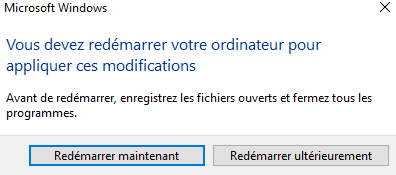 Microsoft Windows
Vous devez redémarrer votre ordinateur pour
appliquer ces modifications
Avant de redémarrer, enregistrez les fichiers ouverts et fermez tous les
programmes.
Redémarrer maintenant
Redémarrer ultérieurement